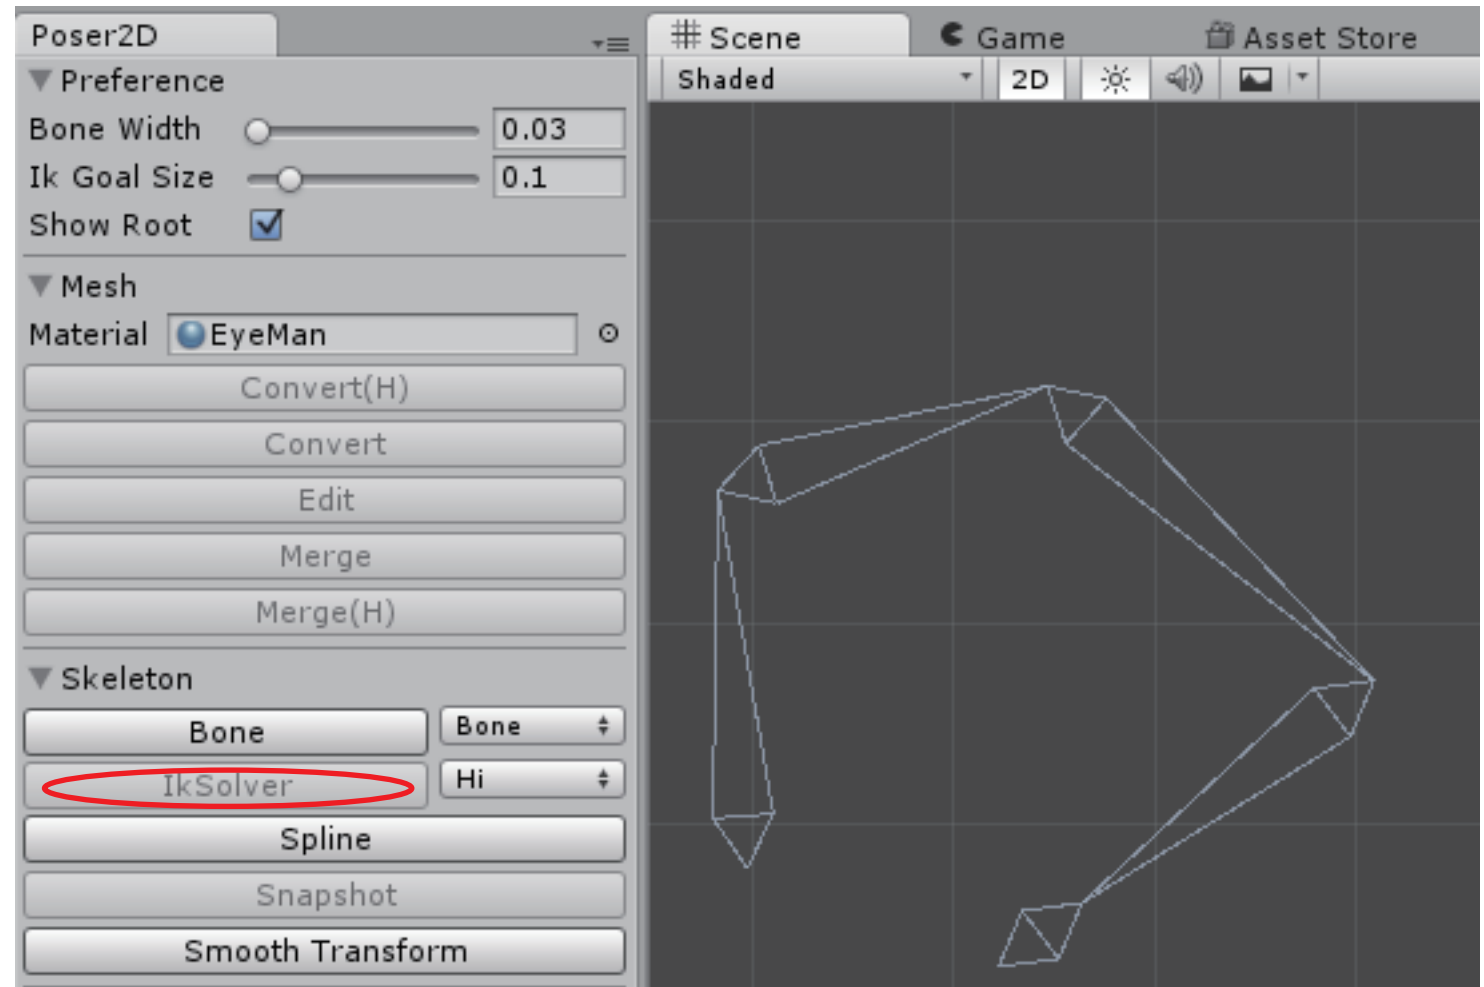 Poser2D
Preference
Bone Width 0.03
Ik Goal Size 0.1
Show Root
Mesh
Material EyeMan
Convert(H)
Convert
Edit
Merge
Merge(H)
Skeleton
Bone Bone
IkSolver Hi
Spline
Snapshot
Smooth Transform
Scene Game Asset Store
Shaded 2D